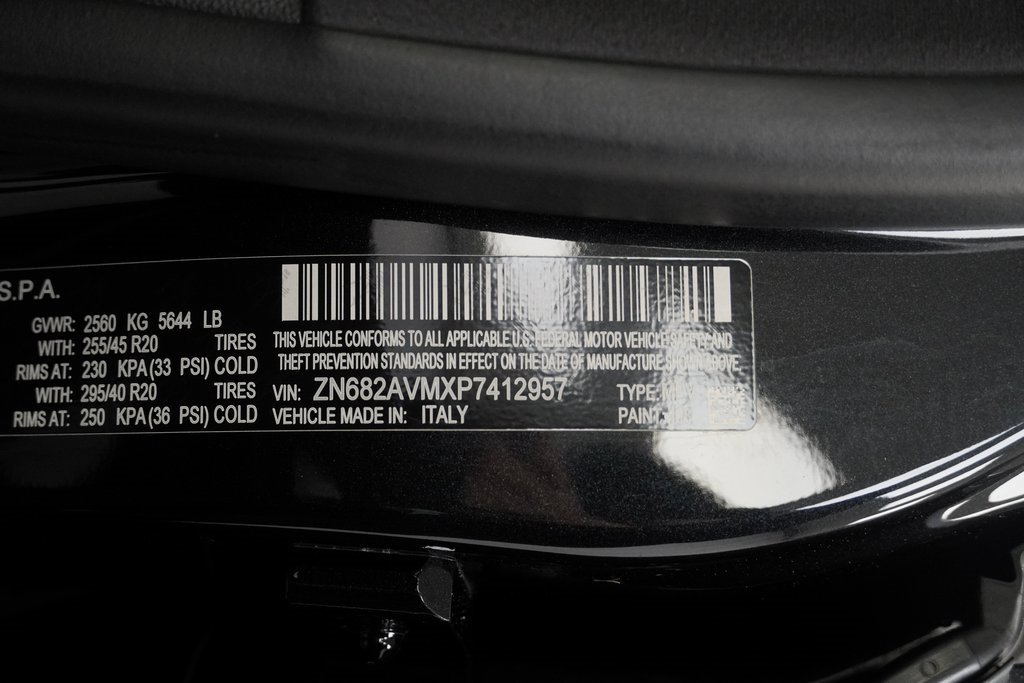 S.P.A.
GVWR: 2560 KG 5644 LB
WITH: 255/45 R20 TIRES
RIMS AT: 230 KPA(33 PSI) COLD
WITH: 295/40 R20 TIRES
RIMS AT: 250 KPA(36 PSI) COLD
THIS VEHICLE CONFORMS TO ALL APPLICABLE U.S. FEDERAL MOTOR VEHICLE SAFETY AND
THEFT PREVENTION STANDARDS IN EFFECT ON THE DATE OF MANUFACTURE SHOWN ABOVE.
VIN: ZN682AVMXP7412957 TYPE:
VEHICLE MADE IN: ITALY PAINT: